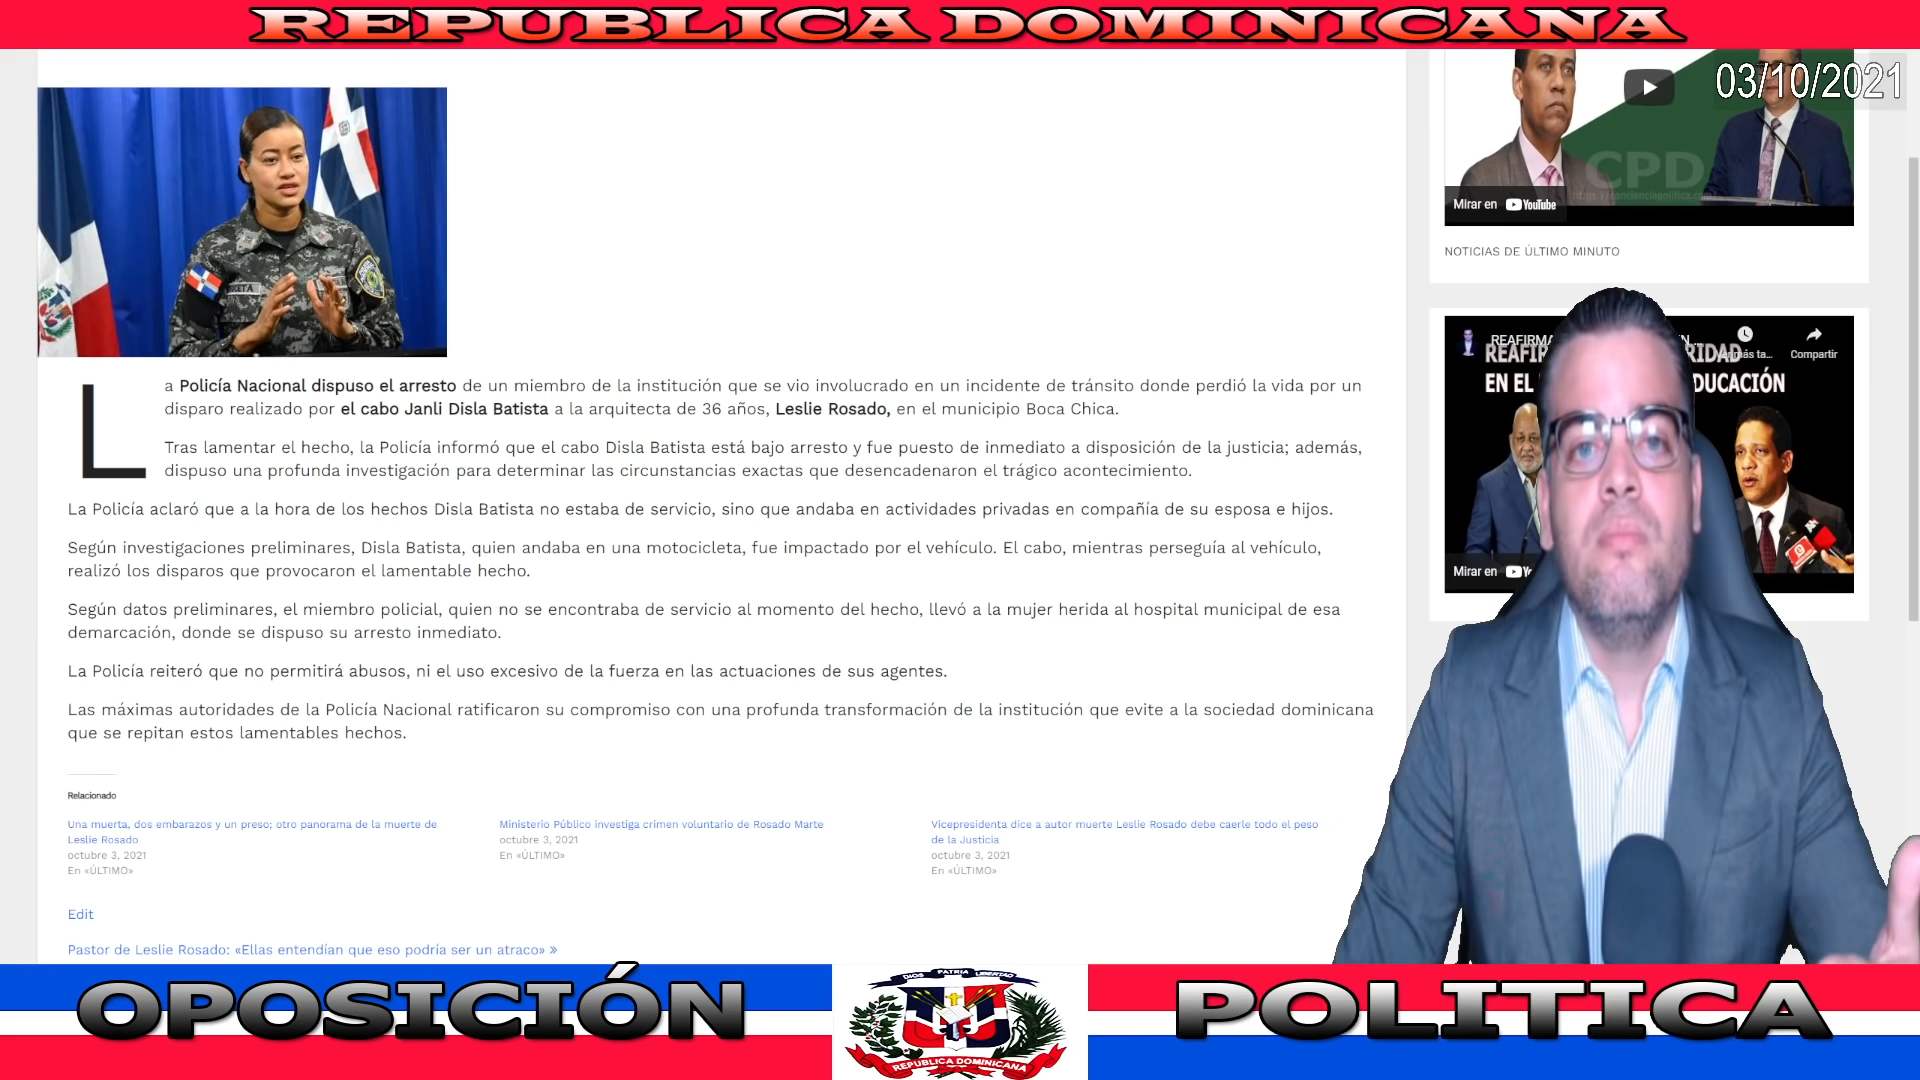 REPUBLICA DOMINICANA
03/10/2021
CPD
Mirar en YouTube
NOTICIAS DE ÚLTIMO MINUTO
La Policía Nacional dispuso el arresto de un miembro de la institución que se vio involucrado en un incidente de tránsito donde perdió la vida por un
disparo realizado por el cabo Janli Disla Batista a la arquitecta de 36 años, Leslie Rosado, en el municipio Boca Chica.
Tras lamentar el hecho, la Policía informó que el cabo Disla Batista está bajo arresto y fue puesto de inmediato a disposición de la justicia; además,
dispuso una profunda investigación para determinar las circunstancias exactas que desencadenaron el trágico acontecimiento.
La Policía aclaró que a la hora de los hechos Disla Batista no estaba de servicio, sino que andaba en actividades privadas en compañía de su esposa e hijos.
Según investigaciones preliminares, Disla Batista, quien andaba en una motocicleta, fue impactado por el vehículo. El cabo, mientras perseguía al vehículo,
realizó los disparos que provocaron el lamentable hecho.
Según datos preliminares, el miembro policial, quien no se encontraba de servicio al momento del hecho, llevó a la mujer herida al hospital municipal de esa
demarcación, donde se dispuso su arresto inmediato.
La Policía reiteró que no permitirá abusos, ni el uso excesivo de la fuerza en las actuaciones de sus agentes.
Las máximas autoridades de la Policía Nacional ratificaron su compromiso con una profunda transformación de la institución que evite a la sociedad dominicana
que se repitan estos lamentables hechos.
Relacionado
Una muerta, dos embarazos y un preso; otro panorama de la muerte de
Leslie Rosado
octubre 3, 2021
En «ÚLTIMO»
Ministerio Público investiga crimen voluntario de Rosado Marte
octubre 3, 2021
En «ÚLTIMO»
Vicepresidenta dice a autor muerte Leslie Rosado debe caerle todo el peso
de la Justicia
octubre 3, 2021
En «ÚLTIMO»
Edit
Pastor de Leslie Rosado: «Ellas entendían que eso podría ser un atraco» »
Compartir
EN EL
Mirar en
OPOSICIÓN
DIOS PATRIA LIBERTAD
REPUBLICA DOMINICANA
POLITICA